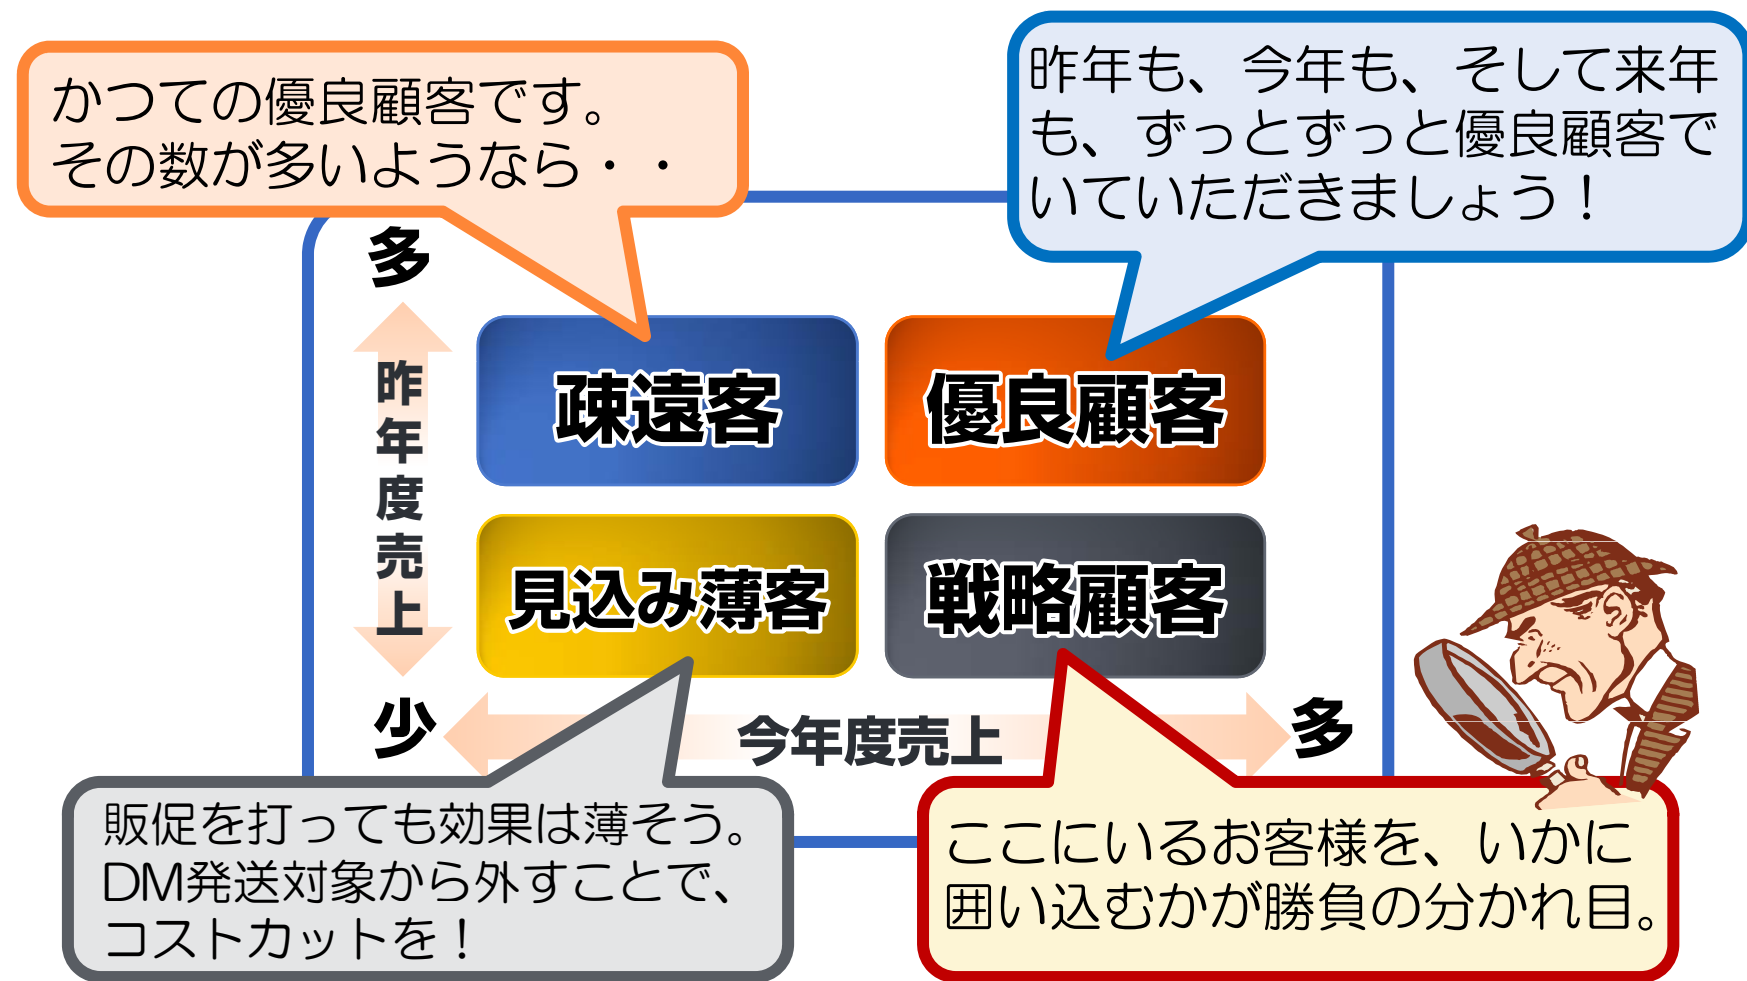 かつての優良顧客です。
その数が多いようなら・・
昨年も、今年も、そして来年
も、ずっとずっと優良顧客で
いていただきましょう！
多
昨年度売上
疎遠客
優良顧客
見込み薄客
戦略顧客
少
今年度売上
多
販促を打っても効果は薄そう。
DM発送対象から外すことで、
コストカットを！
ここにいるお客様を、いかに
囲い込むかが勝負の分かれ目。